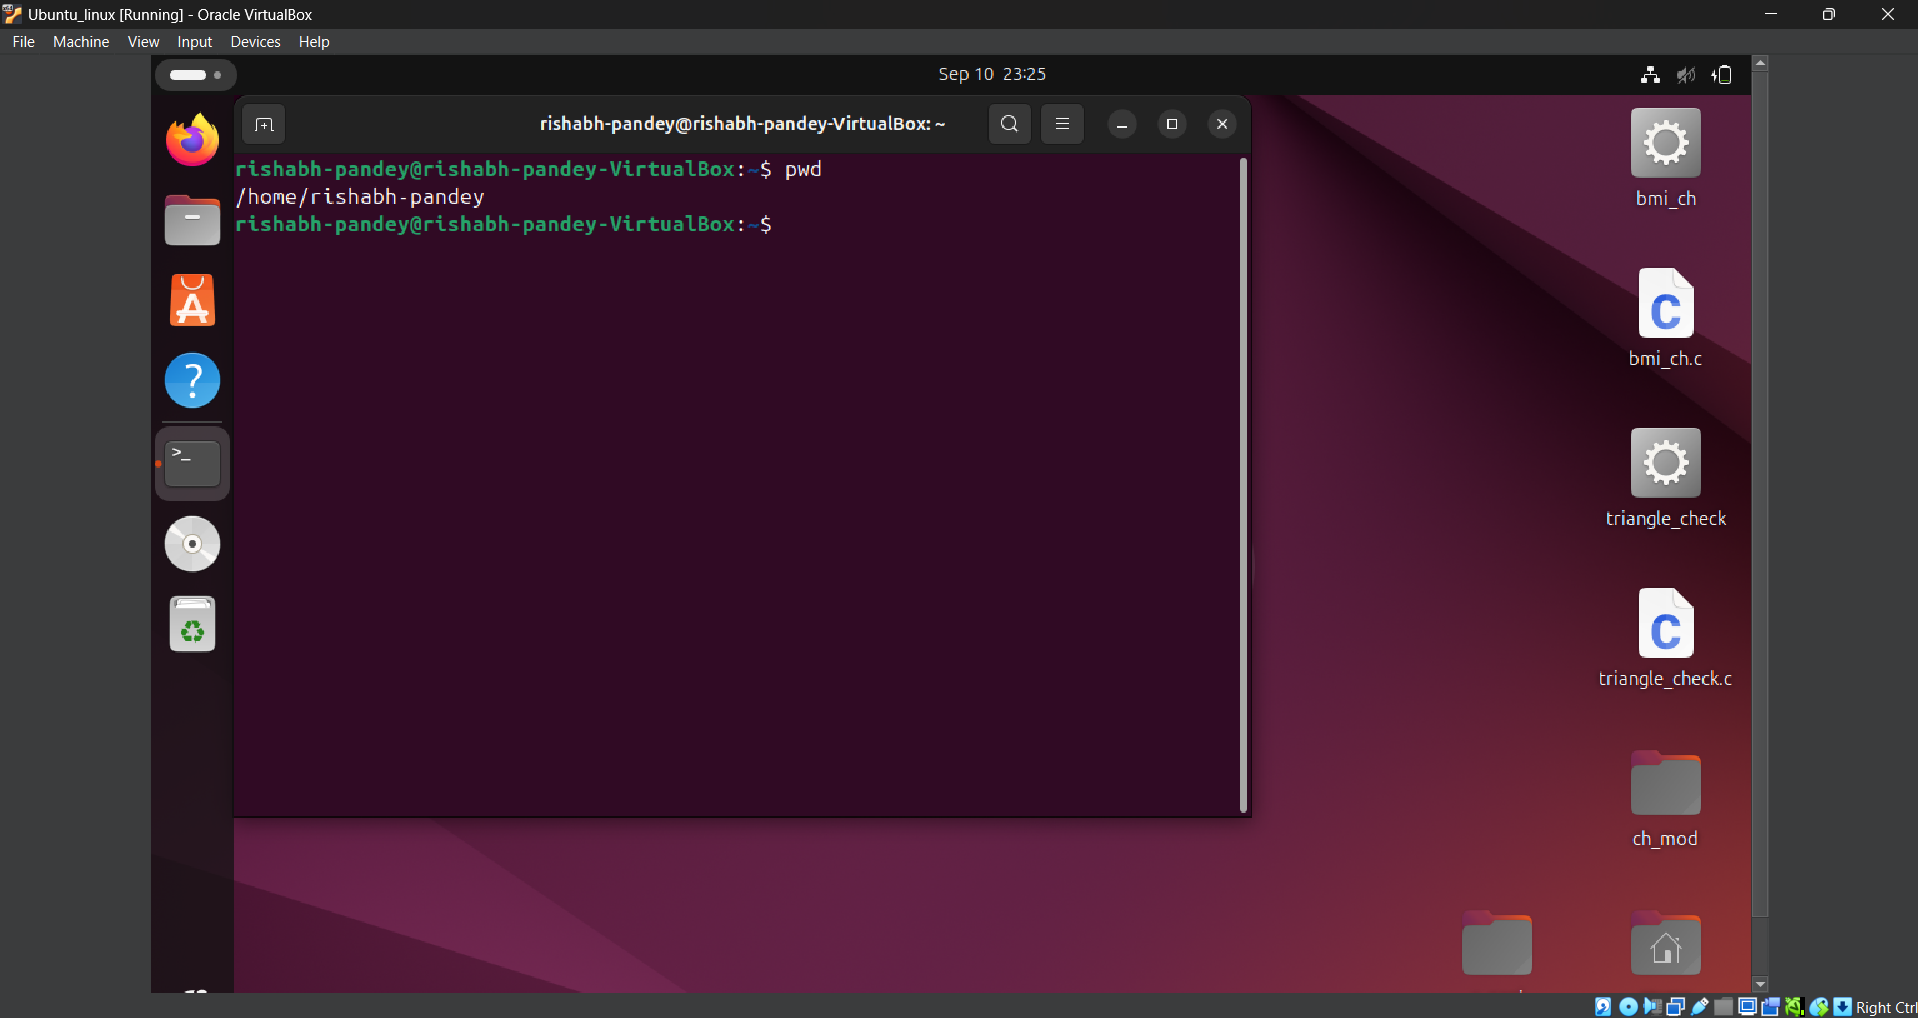 Ubuntu_linux [Running] - Oracle VirtualBox
File Machine View Input Devices Help
Sep 10 23:25
rishabh-pandey@rishabh-pandey-VirtualBox: ~
rishabh-pandey@rishabh-pandey-VirtualBox:~$ pwd
/home/rishabh-pandey
rishabh-pandey@rishabh-pandey-VirtualBox:~$
bmi_ch
bmi_ch.c
triangle_check
triangle_check.c
ch_mod
Right Ctrl